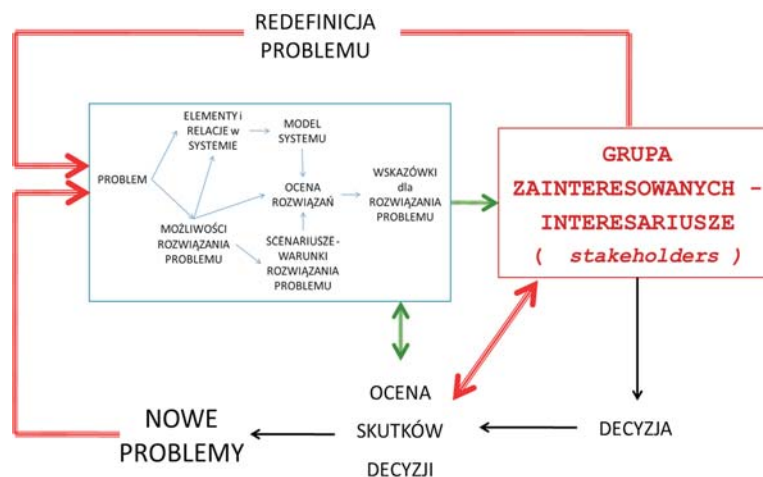 REDEFINICJA
PROBLEMU
ELEMENTY i
RELACJE w
SYSTEMIE
MODEL
SYSTEMU
PROBLEM
OCENA
ROZWIĄZAŃ
WSKAZÓWKI
dla
ROZWIĄZANIA
PROBLEMU
MOŻLIWOŚCI
ROZWIĄZANIA
PROBLEMU
SCENARIUSZE-
WARUNKI
ROZWIĄZANIA
PROBLEMU
GRUPA
ZAINTERESOWANYCH -
INTERESARIUSZE
( stakeholders )
OCENA
SKUTKÓW
DECYZJI
DECYZJA
NOWE
PROBLEMY